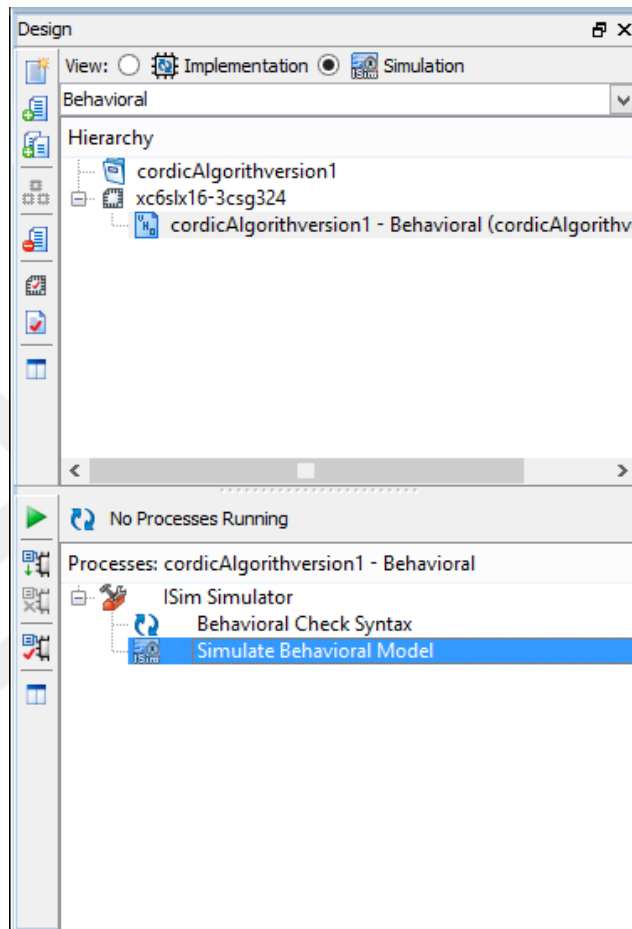 Design
View: Implementation Simulation
Behavioral
Hierarchy
cordicAlgorithversion1
xc6slx16-3csg324
cordicAlgorithversion1 - Behavioral (cordicAlgorithv
No Processes Running
Processes: cordicAlgorithversion1 - Behavioral
ISim Simulator
Behavioral Check Syntax
Simulate Behavioral Model